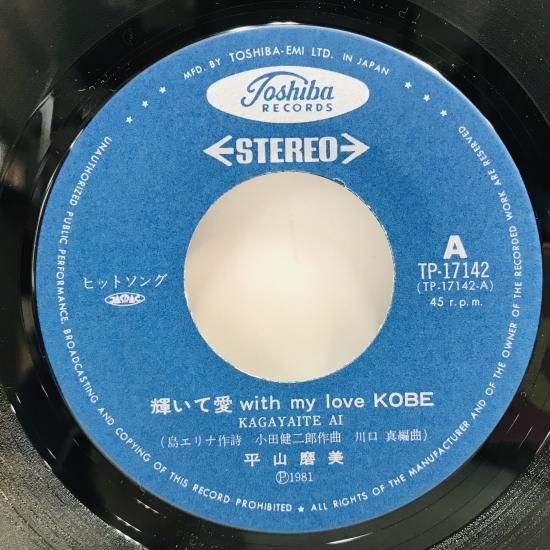 MFD. BY TOSHIBA-EMI LTD. IN JAPAN
Toshiba
RECORDS
STEREO
A
TP-17142
(TP-17142-A)
45 r.p.m.
ヒットソング
JASRAC
輝いて愛 with my love KOBE
KAGAYAITE AI
(島エリナ作詩 小田健二郎作曲 川口 真編曲)
平山磨美
Ⓟ1981
UNAUTHORIZED PUBLIC PERFORMANCE, BROADCASTING AND COPYING OF THIS RECORD PROHIBITED ★ ALL RIGHTS OF THE MANUFACTURER AND OF THE OWNER OF THE RECORDED WORK ARE RESERVED